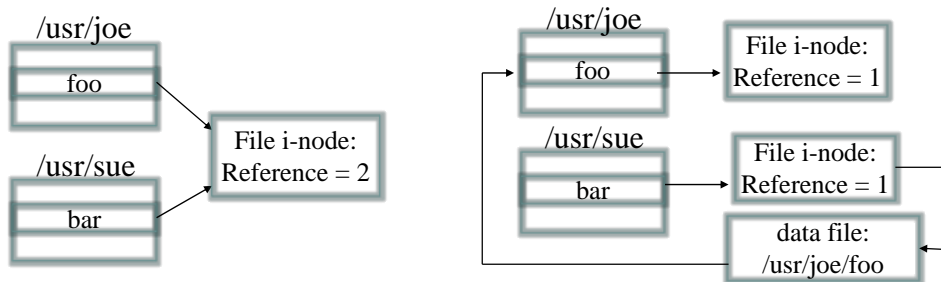 /usr/joe
foo
File i-node:
Reference = 2
/usr/sue
bar
/usr/joe
foo
File i-node:
Reference = 1
/usr/sue
bar
File i-node:
Reference = 1
data file:
/usr/joe/foo